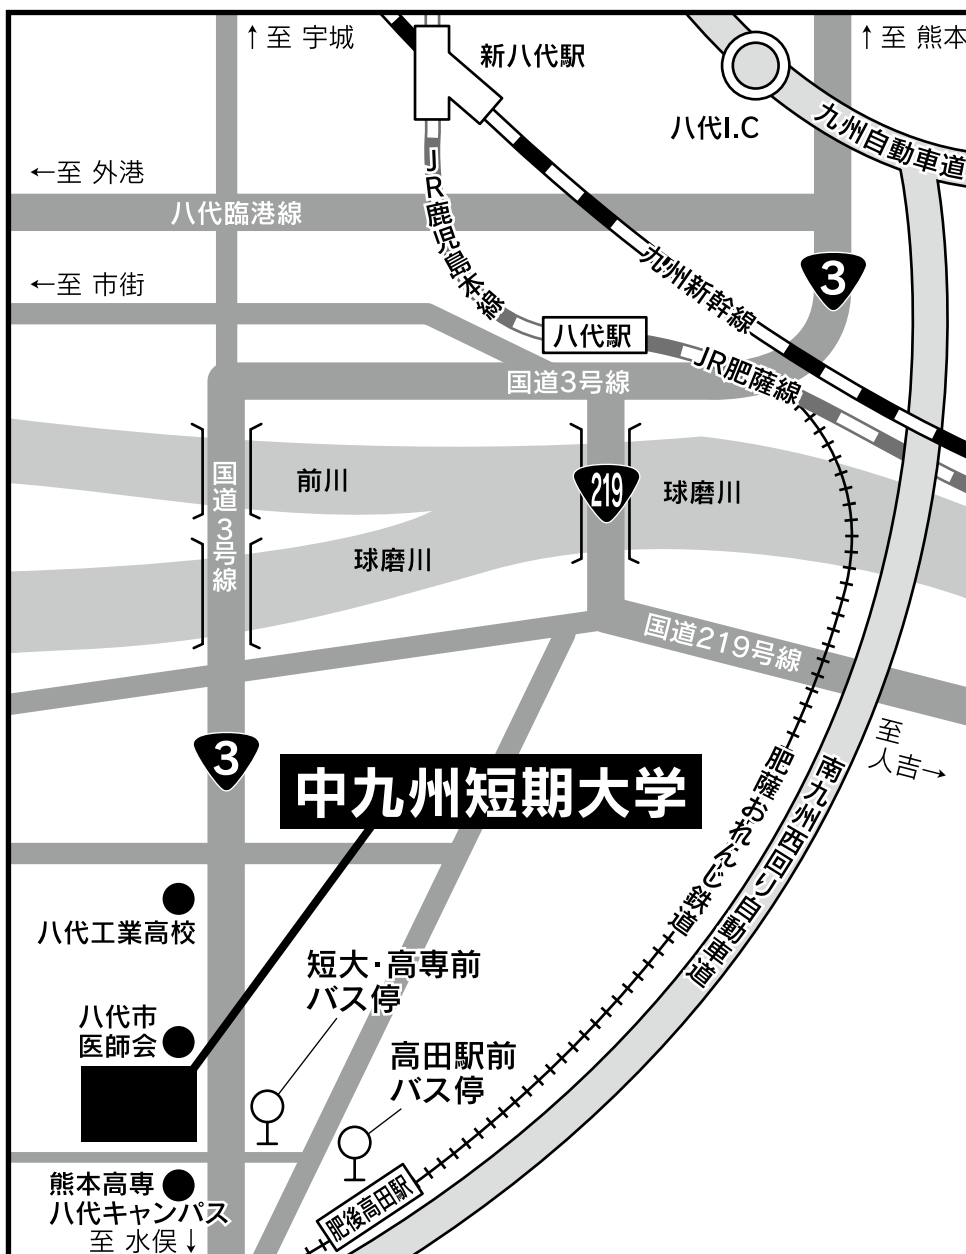 ↑至 宇城
新八代駅
↑至 熊本
八代I.C
九州自動車道
←至 外港
JR鹿児島本線
八代臨港線
九州新幹線
3
←至 市街
八代駅
JR肥薩線
国道3号線
国道3号線
前川
219
球磨川
球磨川
国道219号線
至
人吉→
3
中九州短期大学
肥薩おれんじ鉄道
南九州西回り自動車道
八代工業高校
短大・高専前
バス停
八代市
医師会
高田駅前
バス停
熊本高専
八代キャンパス
肥後高田駅
至 水俣↓